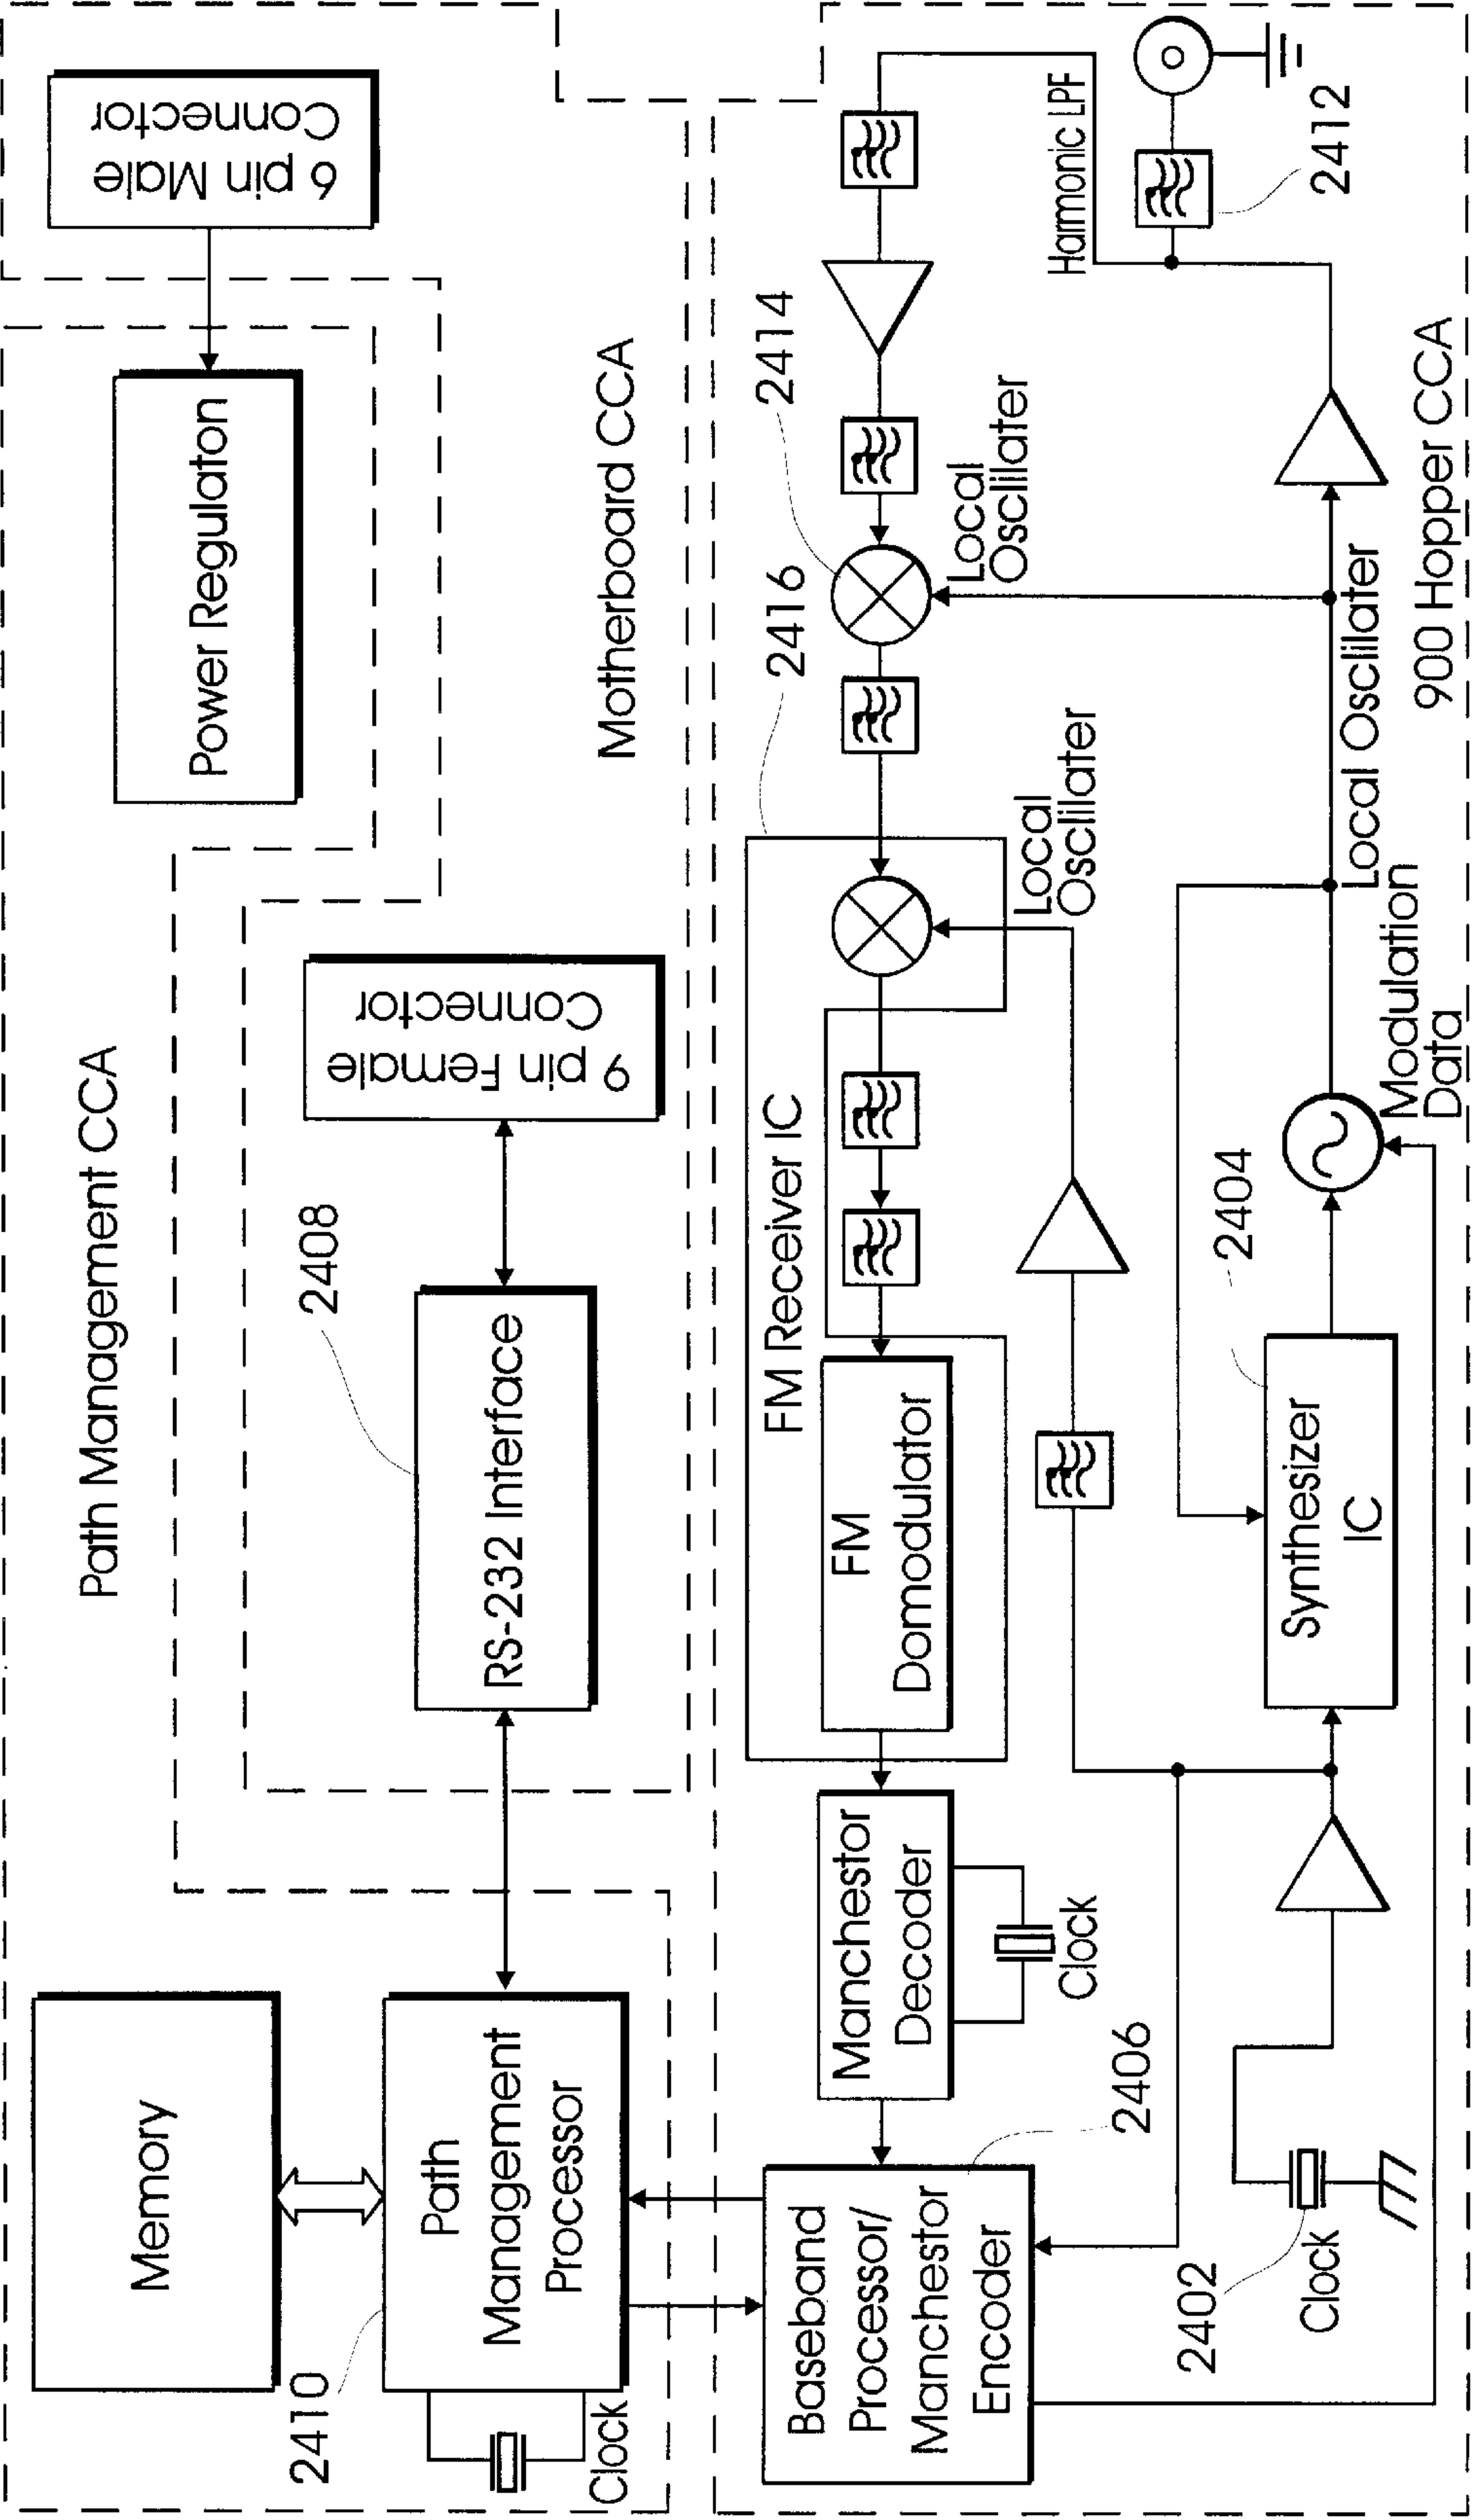 Memory
2410
Path
Management
Processor
Clock
Path Management CCA
2408
RS-232 Interface
9 pin Female
Connector
Power Regulaton
6 pin Male
Connector
Motherboard CCA
Baseband
Processor/
Manchestor
Encoder
2406
Manchestor
Decoder
Clock
FM Receiver IC
FM
Domodulator
2416
2414
Local
Oscillater
Local
Oscillater
Harmonic LPF
2412
2402
Clock
Synthesizer
IC
2404
Modulation
Data
Local Oscillater
900 Hopper CCA